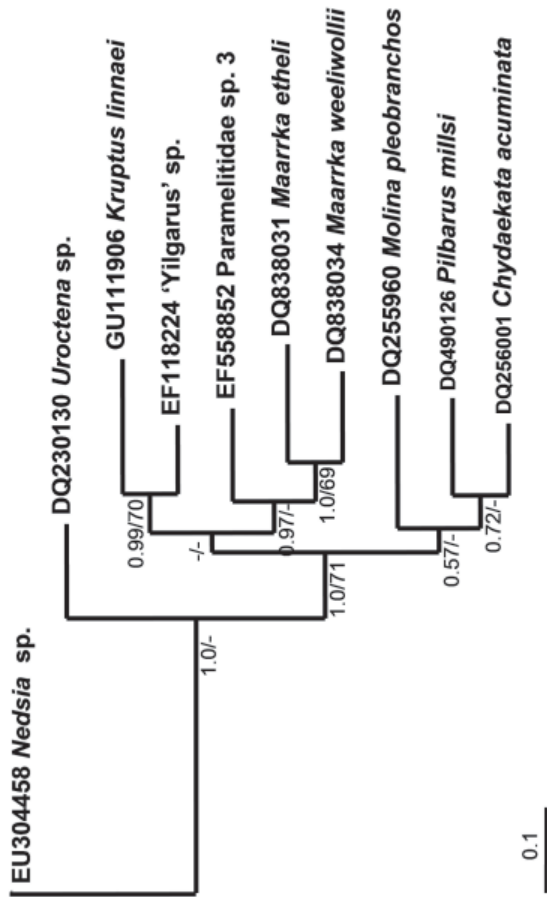 EU304458 Nedsia sp.
DQ230130 Uroctena sp.
GU111906 Kruptus linnaei
EF118224 ‘Yilgarus’ sp.
EF558852 Paramelitidae sp. 3
DQ838031 Maarrka etheli
DQ838034 Maarrka weeliwollii
DQ255960 Molina pleobranchos
DQ490126 Pilbarus millsi
DQ256001 Chydaekata acuminata
0.99/70
-/-
0.97/-
1.0/69
1.0/-
1.0/71
0.57/-
0.72/-
0.1